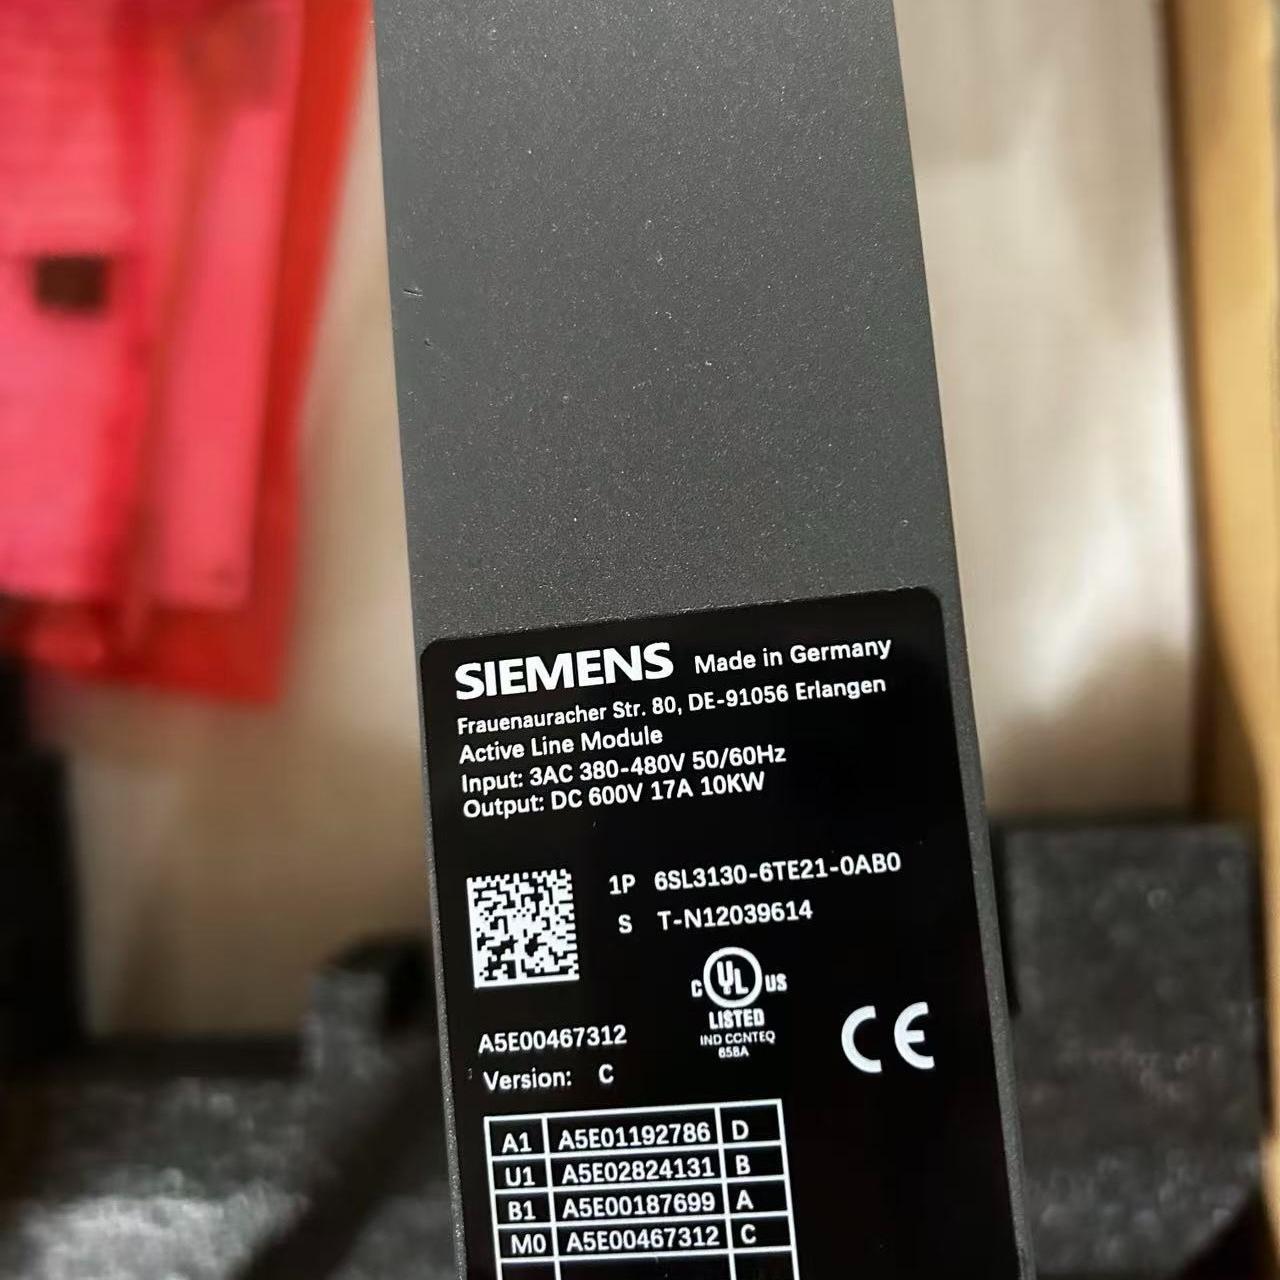 SIEMENS Made in Germany
Frauenauracher Str. 80, DE-91056 Erlangen
Active Line Module
Input: 3AC 380-480V 50/60Hz
Output: DC 600V 17A 10KW
1P 6SL3130-6TE21-0AB0
S T-N12039614
C UL US
LISTED
IND CCNTEQ
658A
CE
A5E00467312
Version: C
A1 A5E01192786 D
U1 A5E02824131 B
B1 A5E00187699 A
M0 A5E00467312 C